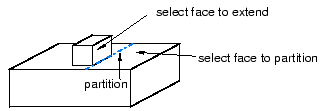 select face to extend
select face to partition
partition